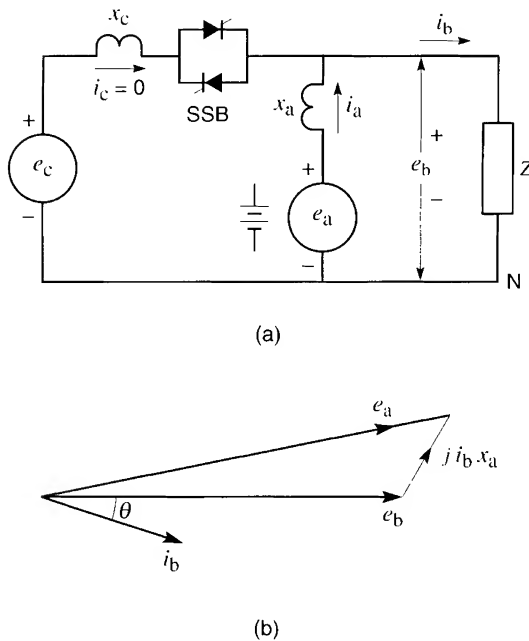 x_c
i_b
i_c = 0
SSB
x_a
i_a
+
e_c
−
+
e_a
−
e_b
+
−
Z
N
(a)
e_a
j i_b x_a
θ
e_b
i_b
(b)